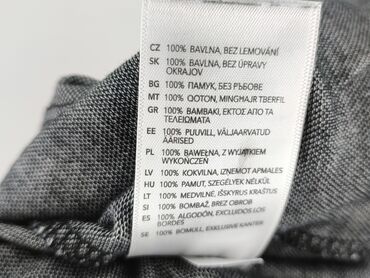 CZ 100% BAVLNA, BEZ LEMOVÁNÍ
SK 100% BAVLNA, BEZ ÚPRAVY
OKRAJOV
BG 100% ПАМУК, БЕЗ РЪБОВЕ
MT 100% QOTON, MINGHAJR TBERFIL
GR 100% ΒΑΜΒΑΚΙ, ΕΚΤΟΣ ΑΠΟ ΤΑ
ΤΕΛΕΙΩΜΑΤΑ
EE 100% PUUVILL, VÄLJAARVATUD
ÄÄRISED
PL 100% BAWEŁNA, Z WYJĄTKIEM
WYKOŃCZEŃ
LV 100% KOKVILNA, IZŅEMOT APMALES
HU 100% PAMUT, SZEGÉLYEK NÉLKÜL
LT 100% MEDVILNĖ, IŠSKYRUS KRAŠTUS
SI 100% BOMBAŽ, BREZ OBROB
ES 100% ALGODÓN, EXCLUIDOS LOS
BORDES
SE 100% BOMULL, EXKLUSIVE KANTER